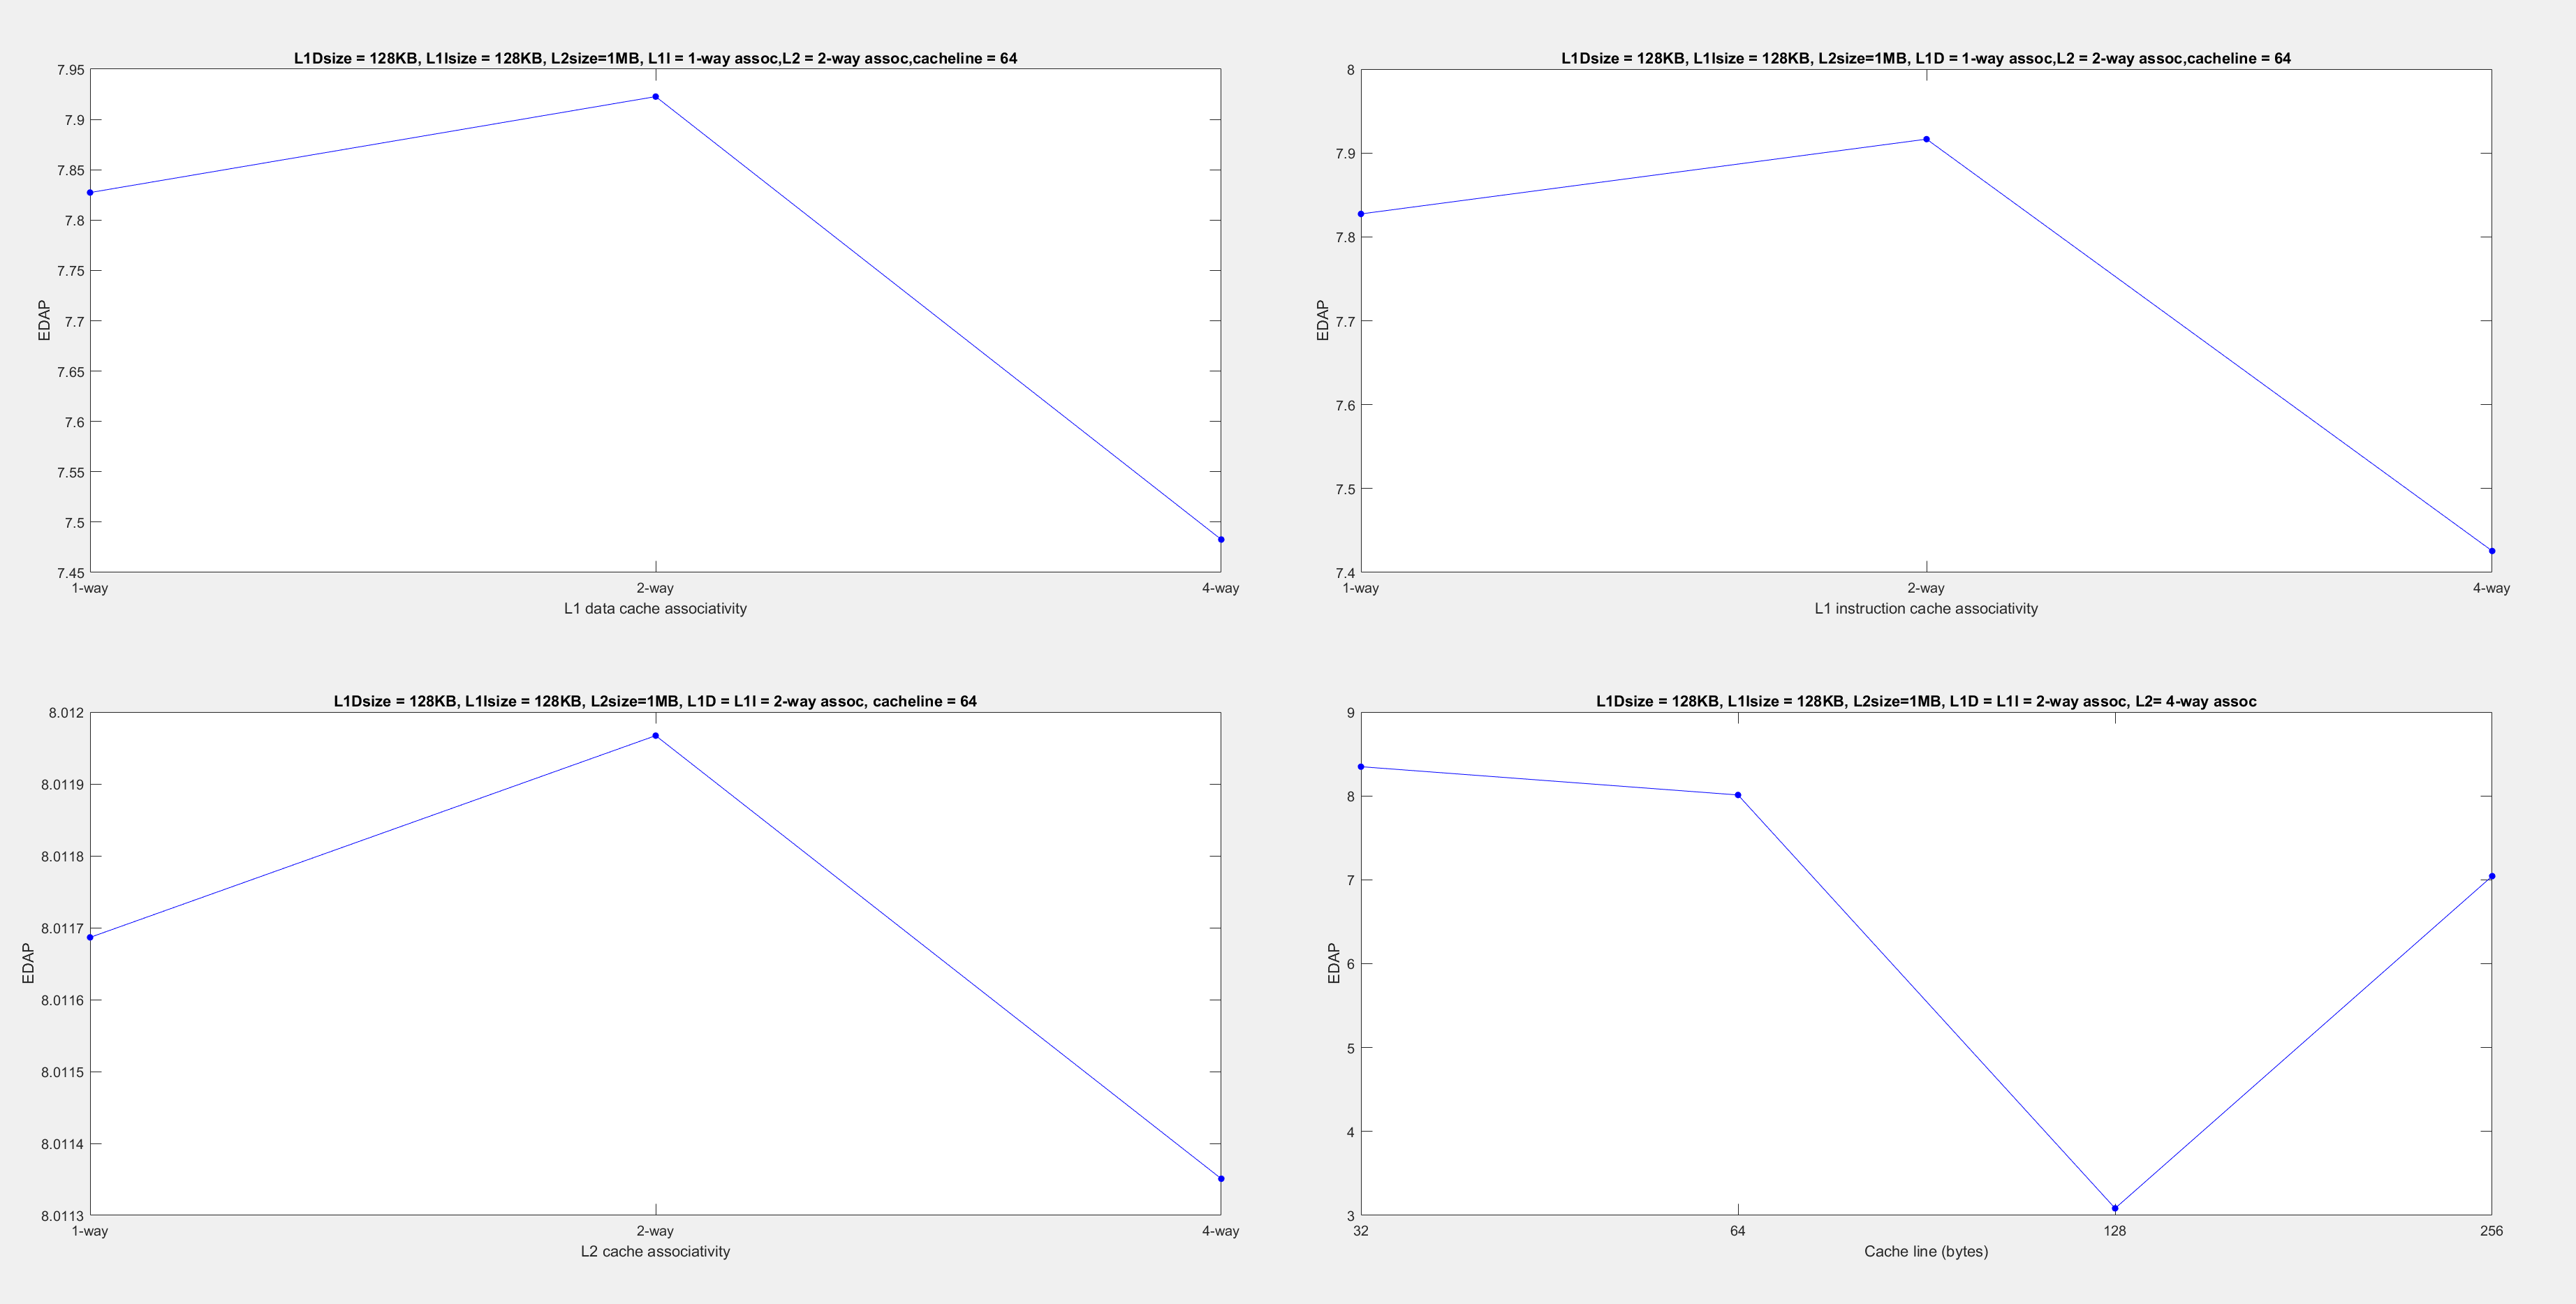 L1Dsize = 128KB, L1Isize = 128KB, L2size=1MB, L1I = 1-way assoc,L2 = 2-way assoc,cacheline = 64
7.95
7.9
7.85
7.8
7.75
7.7
7.65
7.6
7.55
7.5
7.45
EDAP
1-way 2-way 4-way
L1 data cache associativity
L1Dsize = 128KB, L1Isize = 128KB, L2size=1MB, L1D = 1-way assoc,L2 = 2-way assoc,cacheline = 64
8
7.9
7.8
7.7
7.6
7.5
7.4
EDAP
1-way 2-way 4-way
L1 instruction cache associativity
L1Dsize = 128KB, L1Isize = 128KB, L2size=1MB, L1D = L1I = 2-way assoc, cacheline = 64
8.012
8.0119
8.0118
8.0117
8.0116
8.0115
8.0114
8.0113
EDAP
1-way 2-way 4-way
L2 cache associativity
L1Dsize = 128KB, L1Isize = 128KB, L2size=1MB, L1D = L1I = 2-way assoc, L2= 4-way assoc
9
8
7
6
5
4
3
EDAP
32 64 128 256
Cache line (bytes)